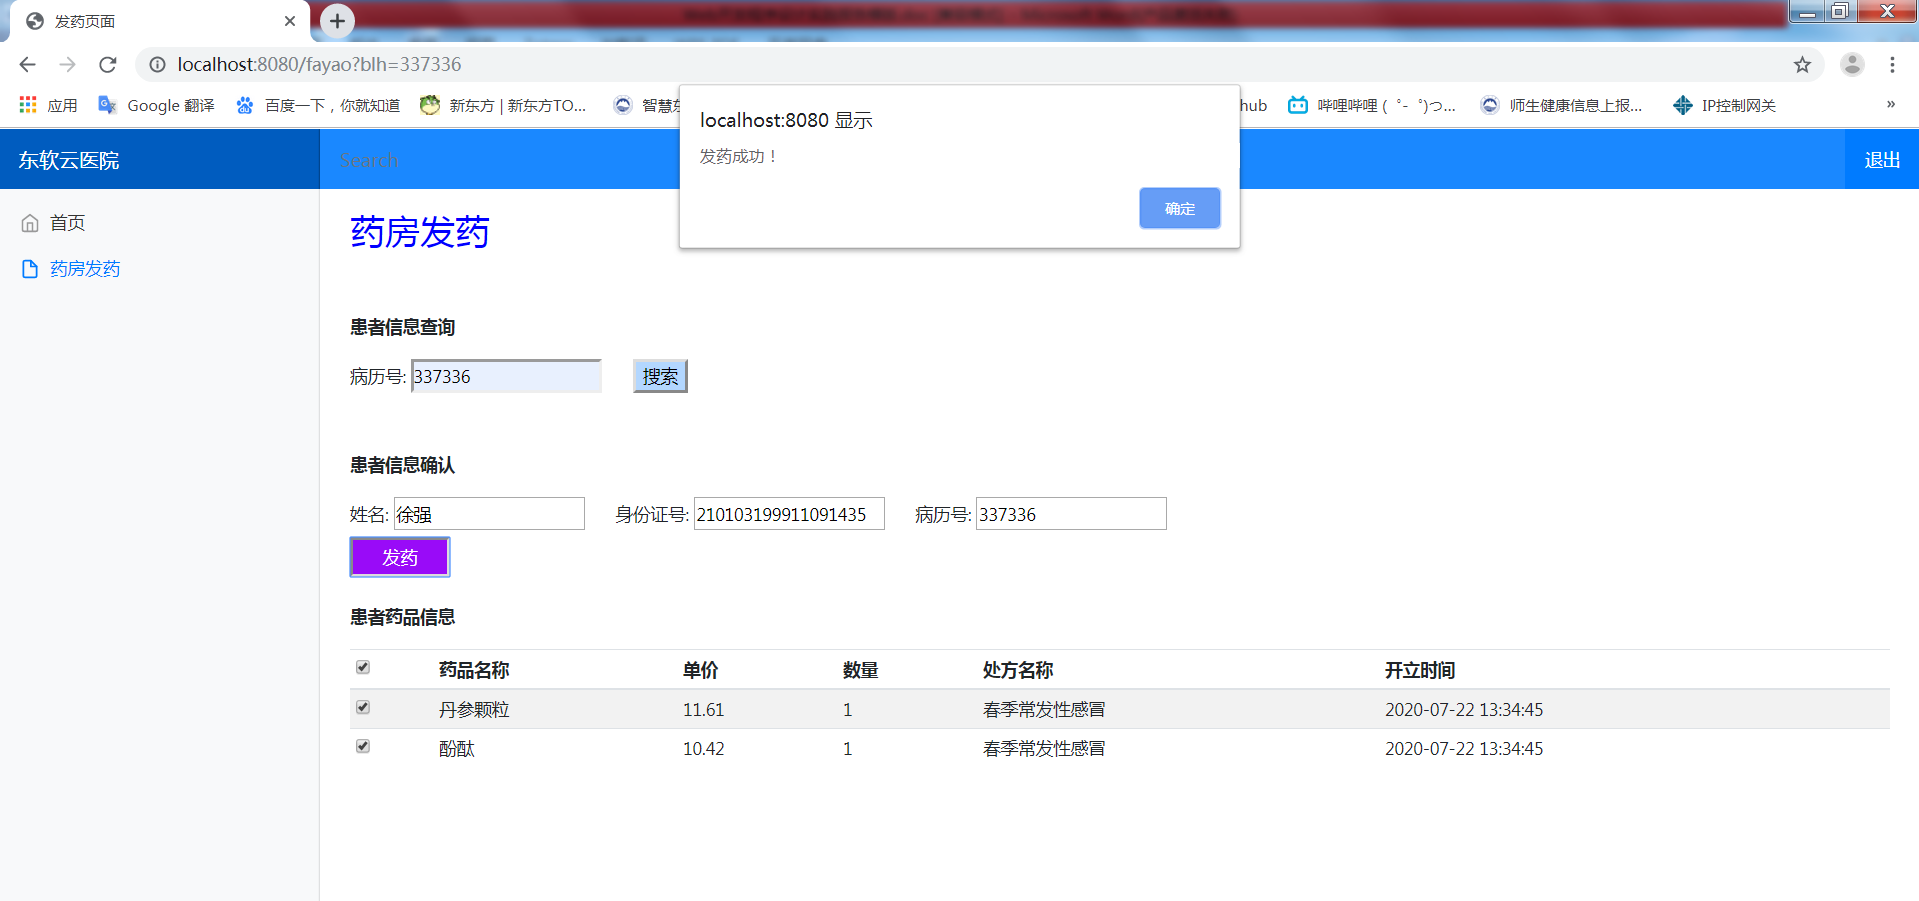 发药页面
localhost:8080/fayao?blh=337336
应用 Google 翻译 百度一下，你就知道 新东方 | 新东方TO... 智慧 hub 哔哩哔哩 (゜-゜)つ... 师生健康信息上报... IP控制网关 »
localhost:8080 显示
发药成功！
确定
东软云医院 Search 退出
首页
药房发药
药房发药
患者信息查询
病历号: 337336 搜索
患者信息确认
姓名: 徐强 身份证号: 210103199911091435 病历号: 337336
发药
患者药品信息
药品名称 单价 数量 处方名称 开立时间
丹参颗粒 11.61 1 春季常发性感冒 2020-07-22 13:34:45
酚酞 10.42 1 春季常发性感冒 2020-07-22 13:34:45